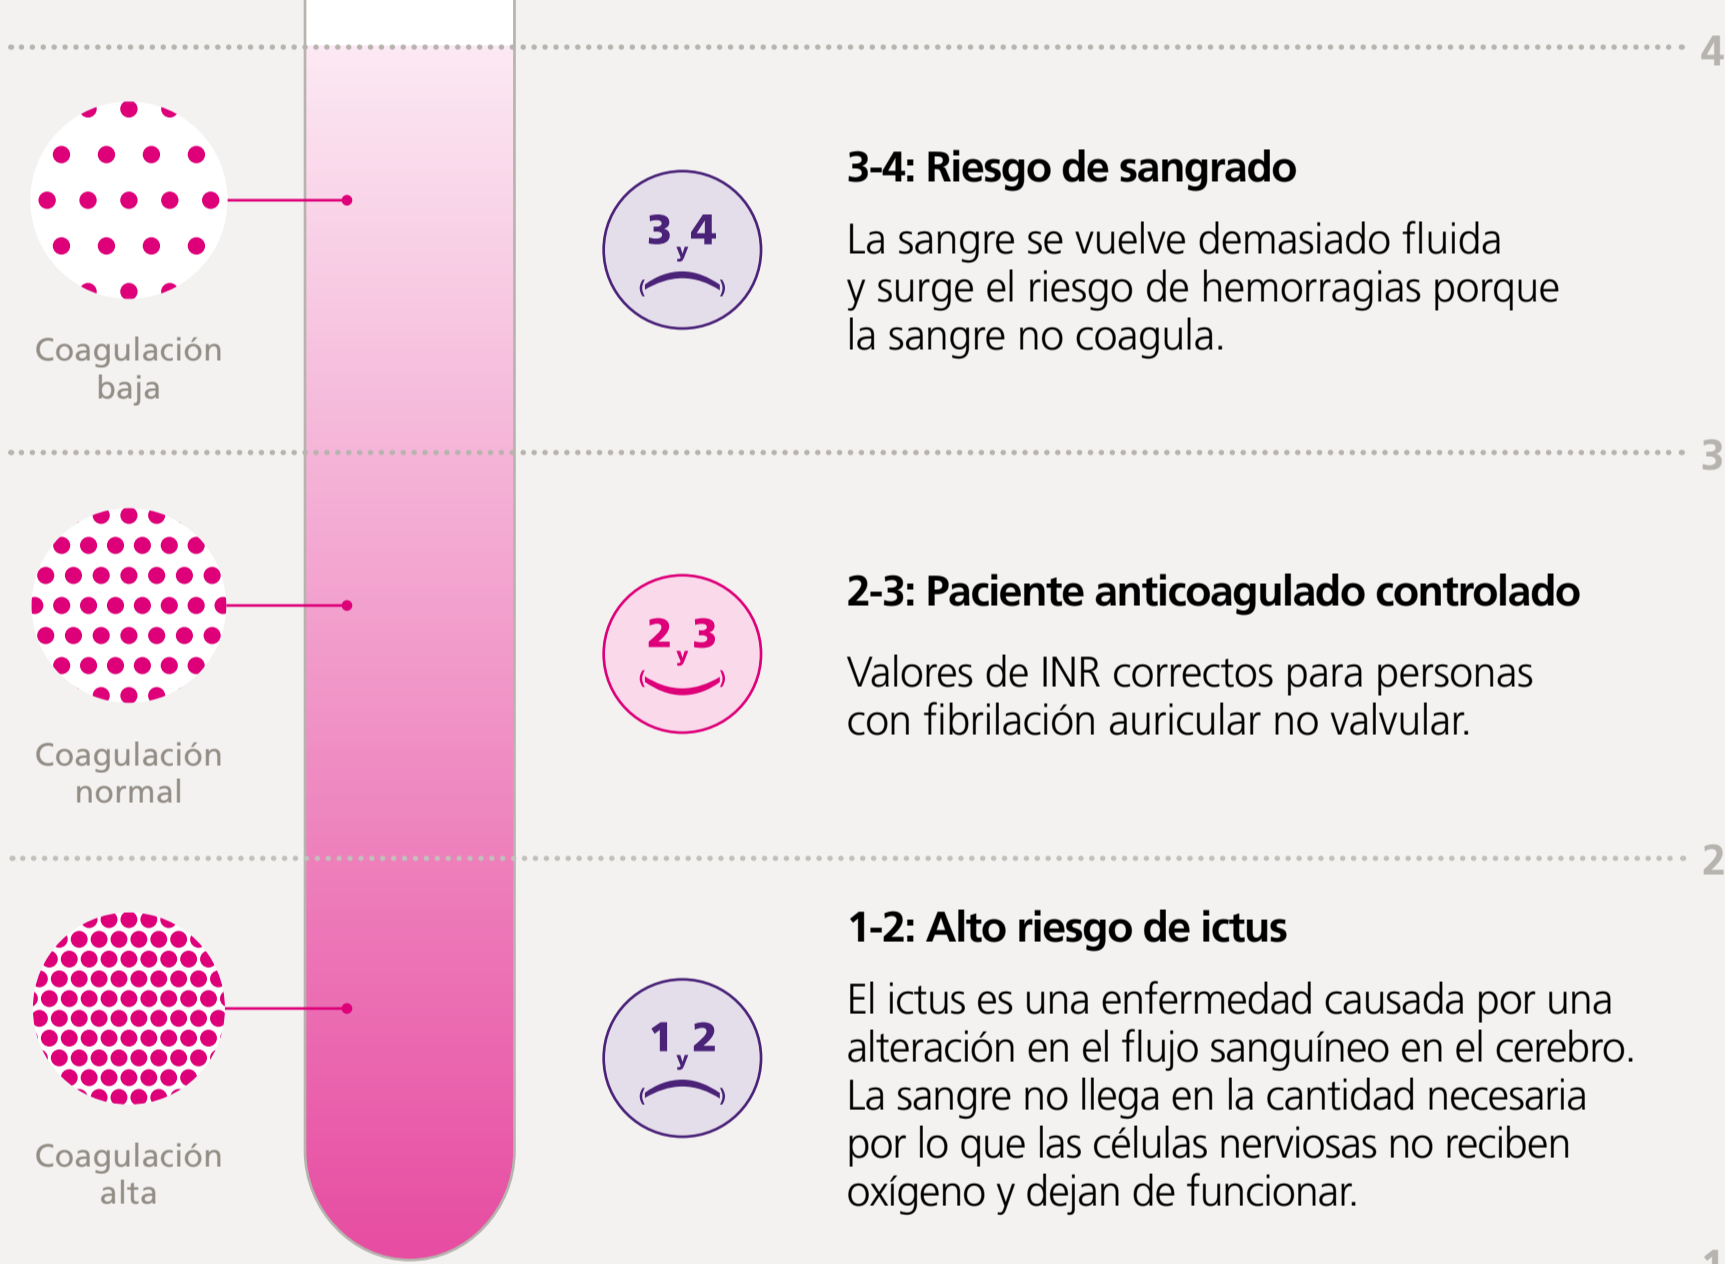 4
Coagulación
baja
3 y 4
3-4: Riesgo de sangrado
La sangre se vuelve demasiado fluida
y surge el riesgo de hemorragias porque
la sangre no coagula.
3
Coagulación
normal
2 y 3
2-3: Paciente anticoagulado controlado
Valores de INR correctos para personas
con fibrilación auricular no valvular.
2
Coagulación
alta
1 y 2
1-2: Alto riesgo de ictus
El ictus es una enfermedad causada por una
alteración en el flujo sanguíneo en el cerebro.
La sangre no llega en la cantidad necesaria
por lo que las células nerviosas no reciben
oxígeno y dejan de funcionar.
1